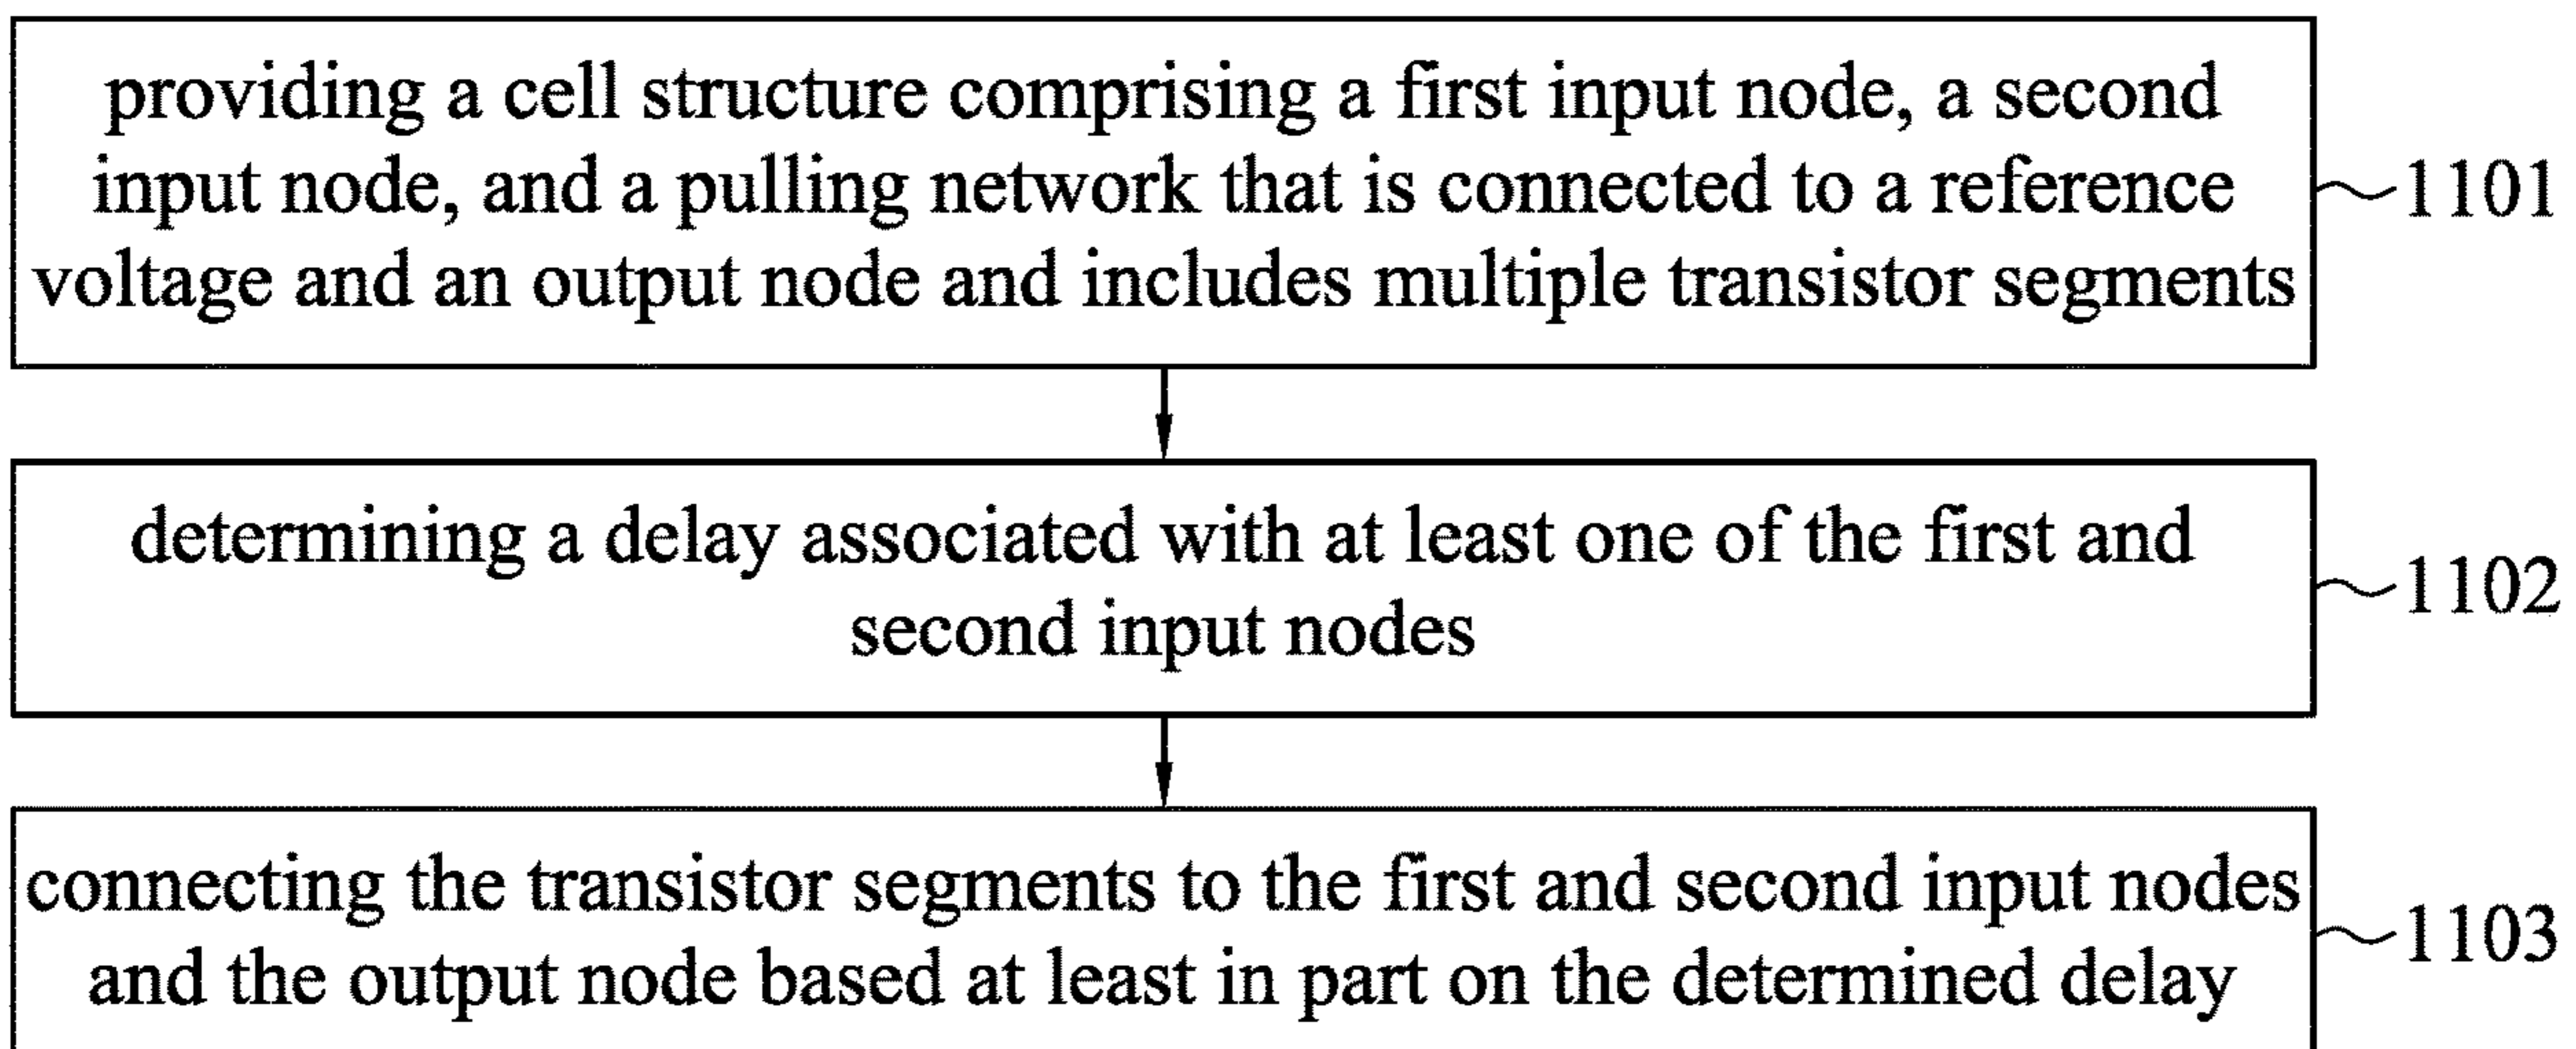 providing a cell structure comprising a first input node, a second
input node, and a pulling network that is connected to a reference
voltage and an output node and includes multiple transistor segments
1101
determining a delay associated with at least one of the first and
second input nodes
1102
connecting the transistor segments to the first and second input nodes
and the output node based at least in part on the determined delay
1103